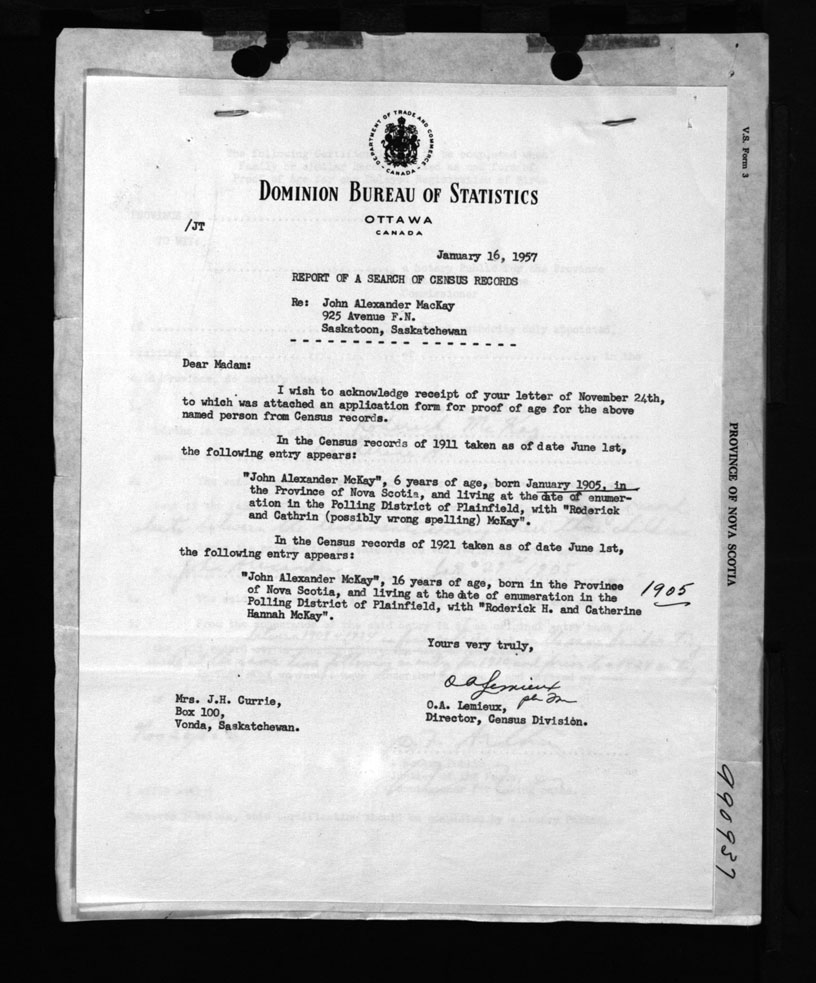 V.S. Form 3
DEPARTMENT OF TRADE AND COMMERCE
CANADA
DOMINION BUREAU OF STATISTICS
OTTAWA
CANADA
/JT
January 16, 1957
REPORT OF A SEARCH OF CENSUS RECORDS
Re: John Alexander MacKay
925 Avenue F.N.
Saskatoon, Saskatchewan
- - - - - - - - - - - - - - - - -
Dear Madam:
I wish to acknowledge receipt of your letter of November 24th,
to which was attached an application form for proof of age for the above
named person from Census records.
In the Census records of 1911 taken as of date June 1st,
the following entry appears:
"John Alexander McKay", 6 years of age, born January 1905, in
the Province of Nova Scotia, and living at the date of enumer-
ation in the Polling District of Plainfield, with "Roderick
and Cathrin (possibly wrong spelling) McKay".
In the Census records of 1921 taken as of date June 1st,
the following entry appears:
"John Alexander McKay", 16 years of age, born in the Province
of Nova Scotia, and living at the date of enumeration in the
Polling District of Plainfield, with "Roderick H. and Catherine
Hannah McKay".
1905
Yours very truly,
O A Lemieux
O.A. Lemieux,
Director, Census Division.
Mrs. J.H. Currie,
Box 100,
Vonda, Saskatchewan.
PROVINCE OF NOVA SCOTIA
990937